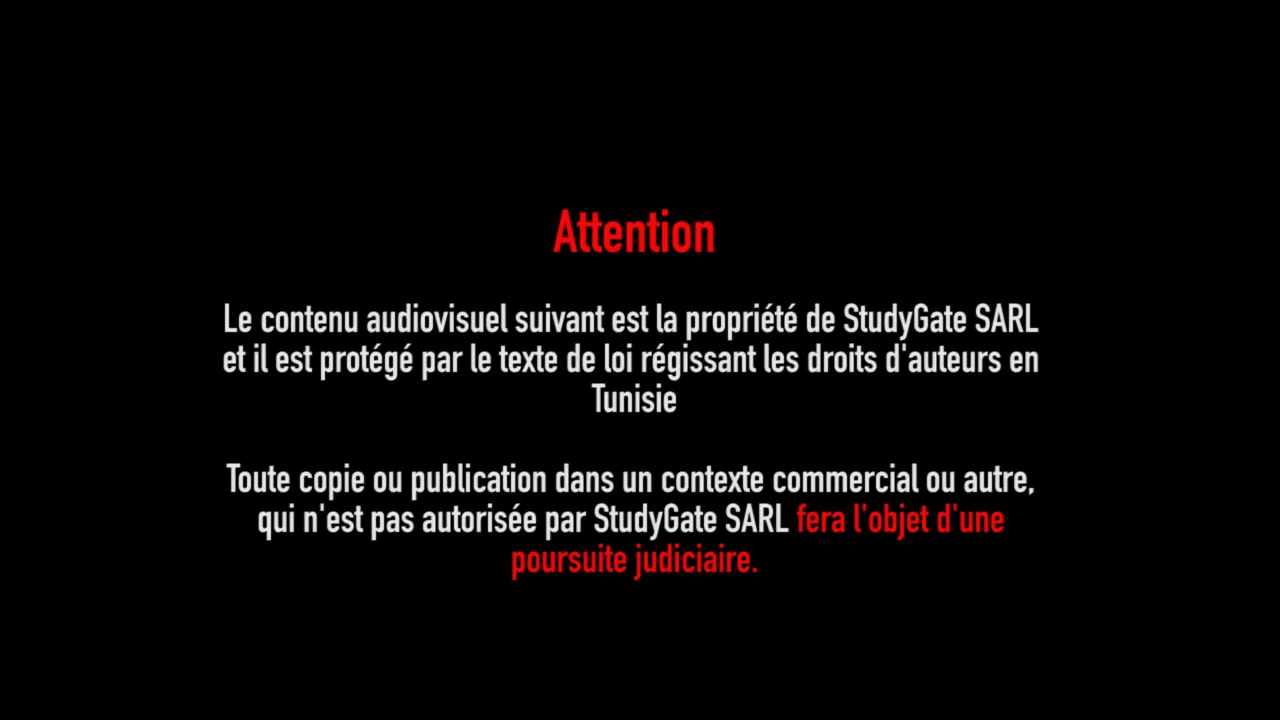 Attention
Le contenu audiovisuel suivant est la propriété de StudyGate SARL
et il est protégé par le texte de loi régissant les droits d'auteurs en
Tunisie
Toute copie ou publication dans un contexte commercial ou autre,
qui n'est pas autorisée par StudyGate SARL fera l'objet d'une
poursuite judiciaire.